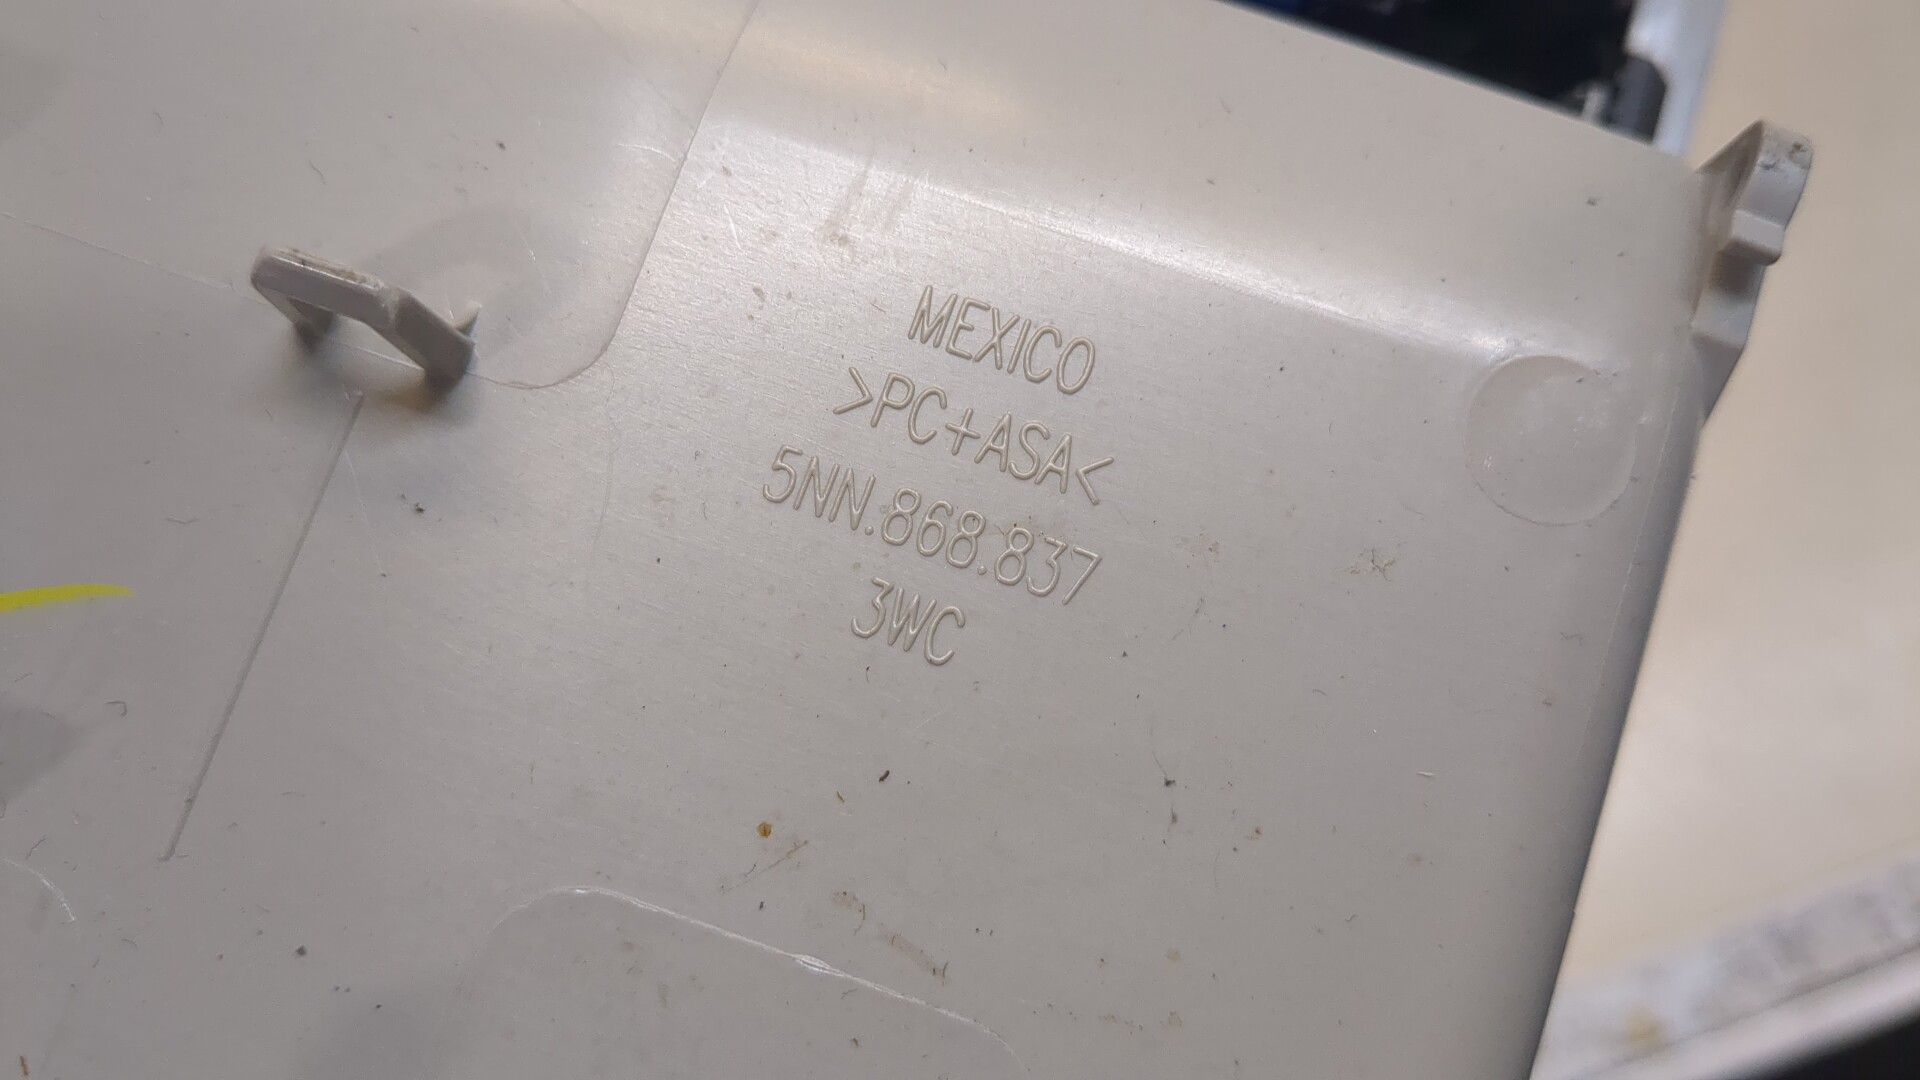 MEXICO
>PC+ASA<
5NN.868.837
3WC